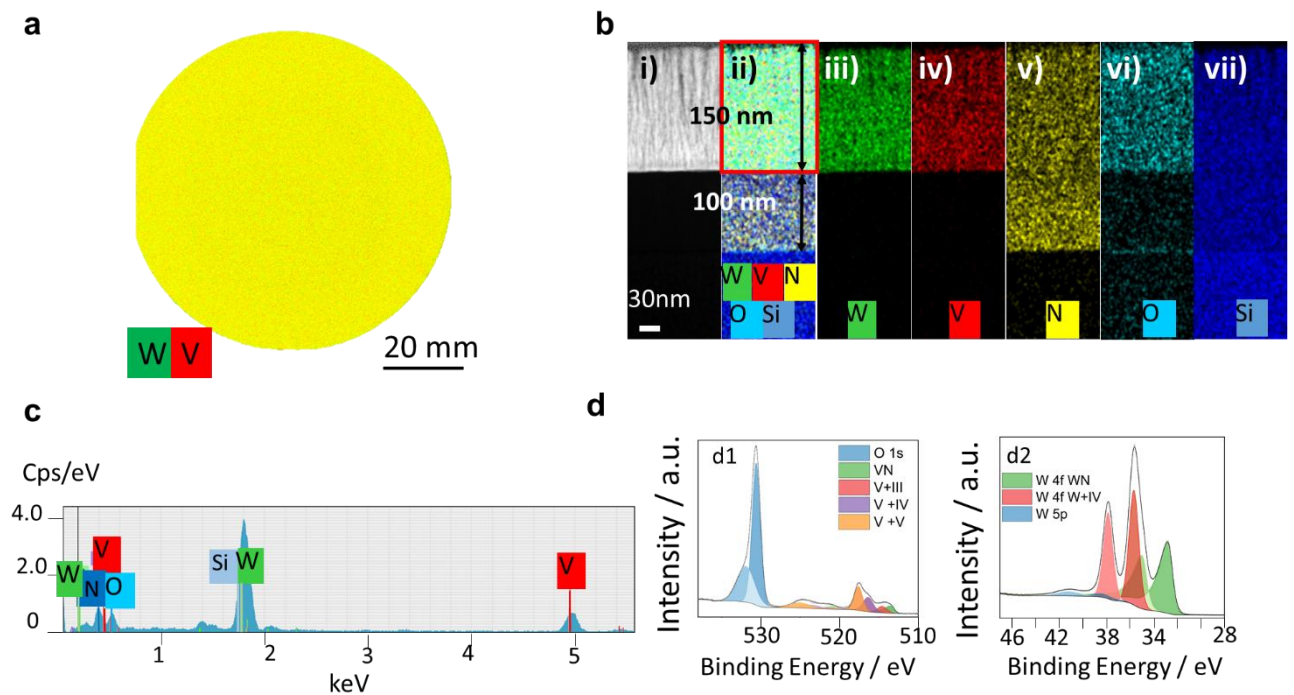 a
W V
20 mm
b
i) ii) iii) iv) v) vi) vii)
150 nm
100 nm
30nm
W V N
O Si
W
V
N
O
Si
c
Cps/eV
4.0
2.0
0
W V N O Si W V
1 2 3 4 5
keV
d
d1
Intensity / a.u.
O 1s
VN
V+III
V +IV
V +V
530 520 510
Binding Energy / eV
d2
Intensity / a.u.
W 4f WN
W 4f W+IV
W 5p
46 42 38 34 28
Binding Energy / eV